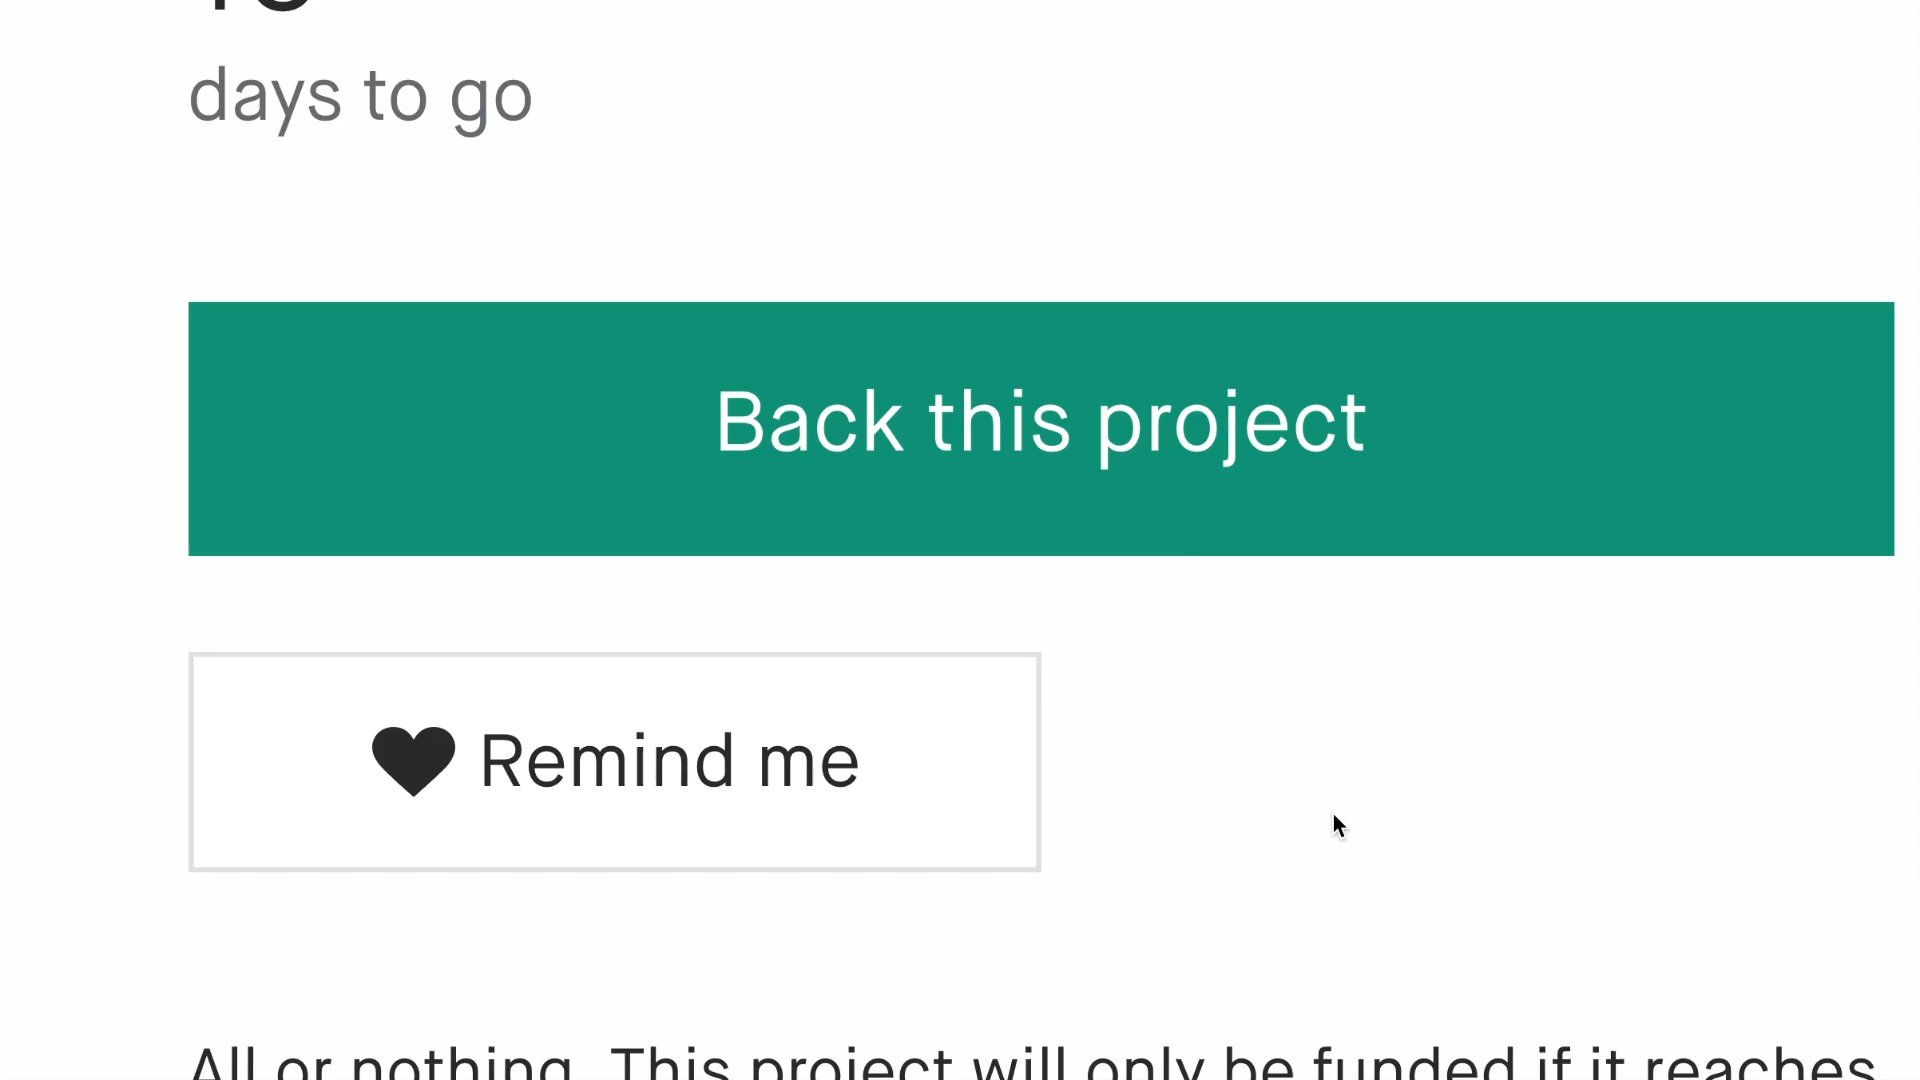 days to go
Back this project
Remind me
All or nothing. This project will only be funded if it reaches